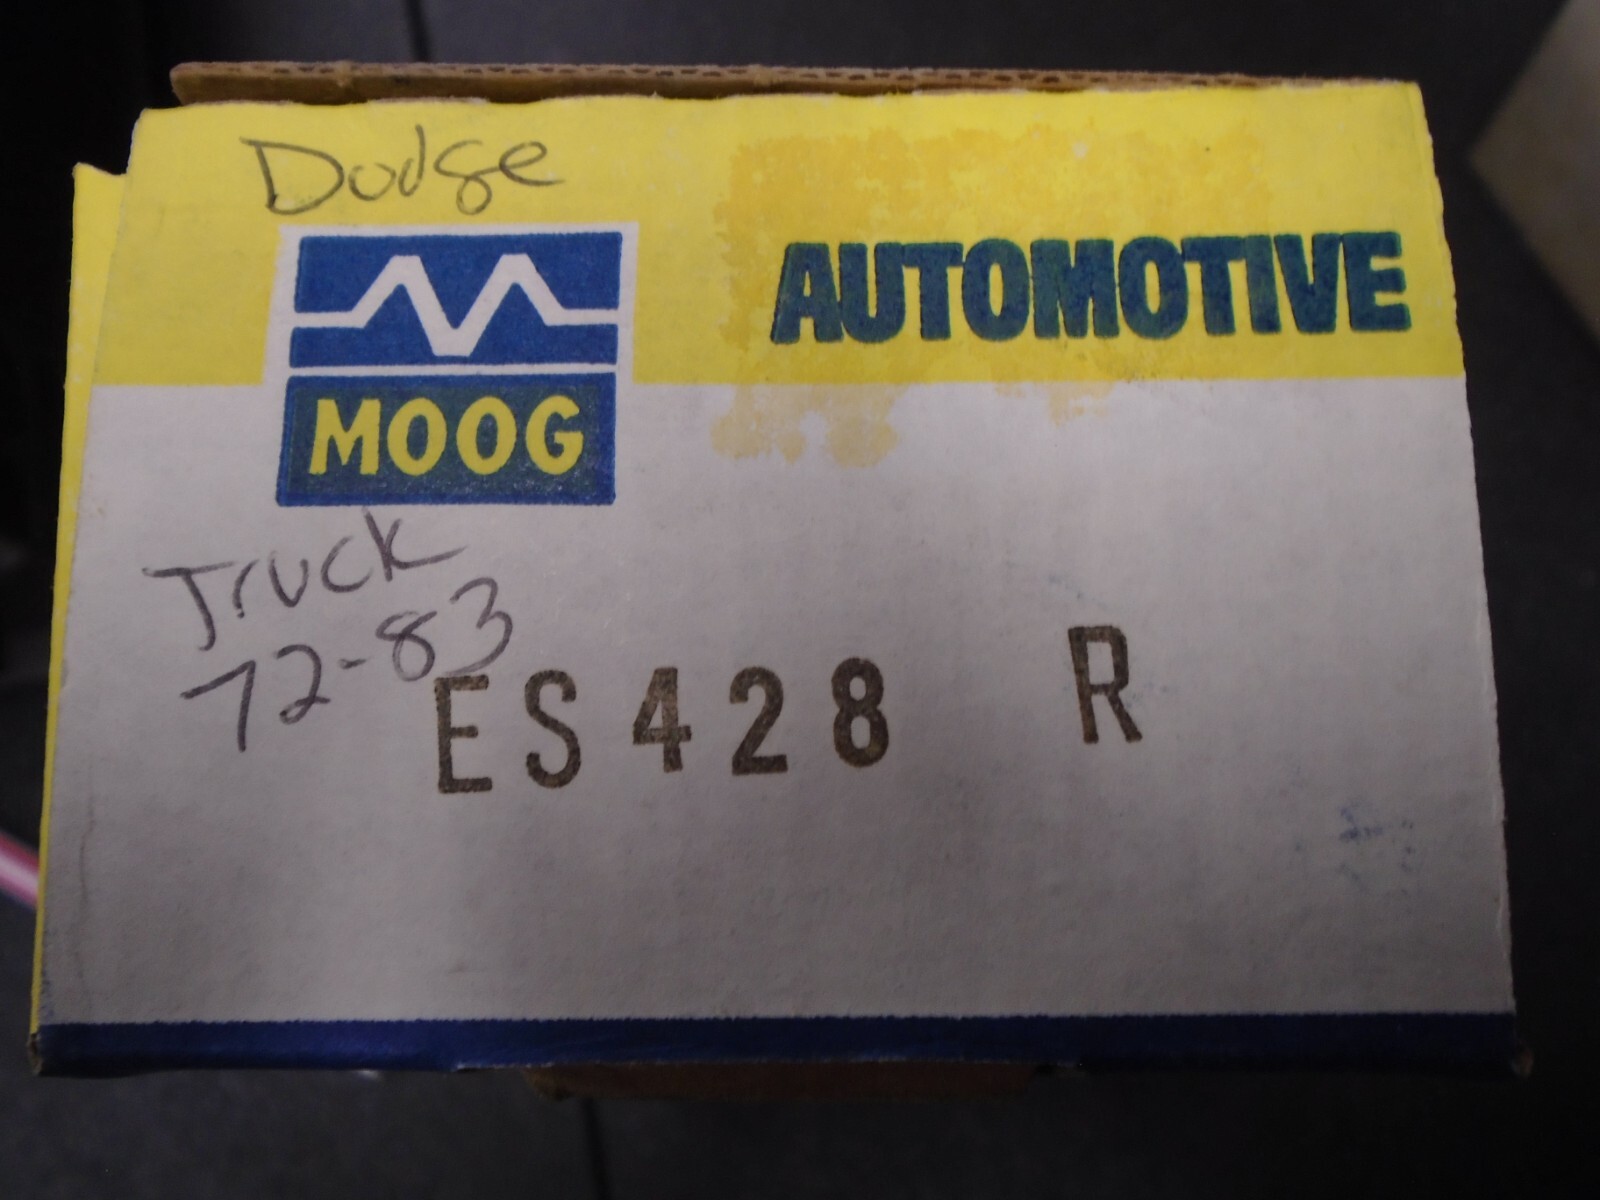 Dodge
AUTOMOTIVE
MOOG
Truck
72-83
ES428 R